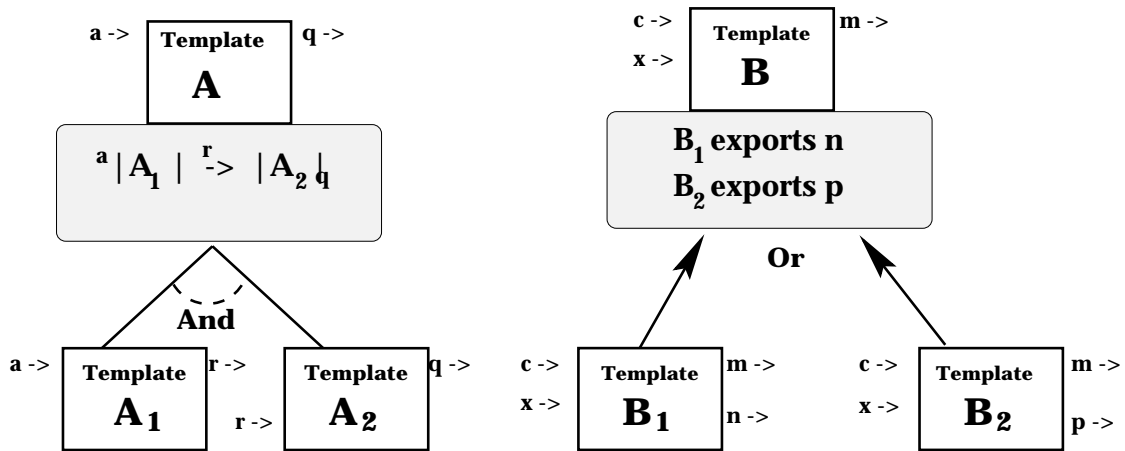 a -> Template q ->
A
a | A1 | r -> | A2 | q
And
a -> Template r ->
A1
Template q ->
r -> A2
c -> Template m ->
x -> B
B1 exports n
B2 exports p
Or
c -> Template m ->
x -> B1 n ->
c -> Template m ->
x -> B2 p ->